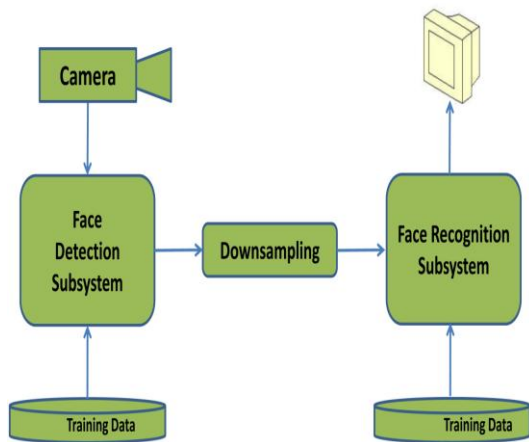 Camera
Face
Detection
Subsystem
Downsampling
Face Recognition
Subsystem
Training Data
Training Data